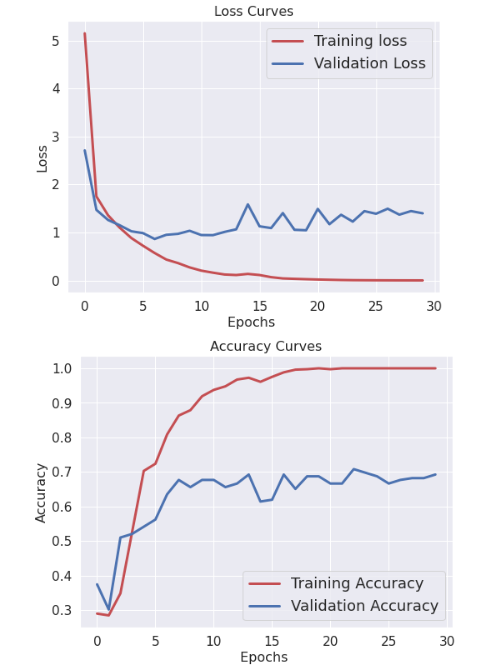 Loss Curves
Training loss
Validation Loss
5
4
3
2
1
0
Loss
0 5 10 15 20 25 30
Epochs
Accuracy Curves
1.0
0.9
0.8
0.7
0.6
0.5
0.4
0.3
Accuracy
Training Accuracy
Validation Accuracy
0 5 10 15 20 25 30
Epochs